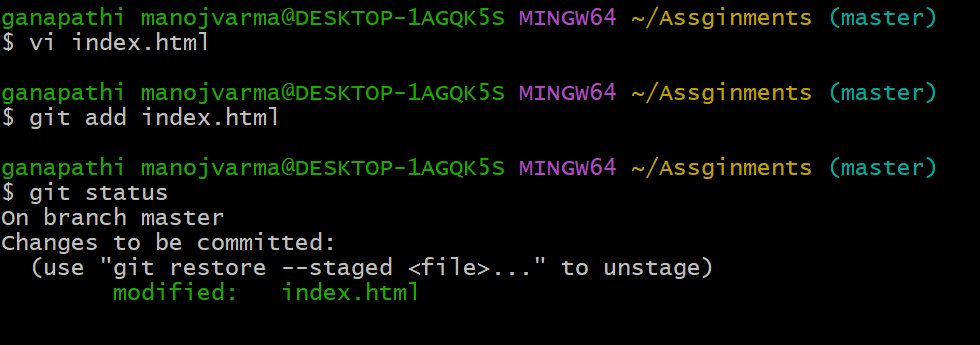 ganapathi manojvarma@DESKTOP-1AGQK5S MINGW64 ~/Assginments (master)
$ vi index.html
ganapathi manojvarma@DESKTOP-1AGQK5S MINGW64 ~/Assginments (master)
$ git add index.html
ganapathi manojvarma@DESKTOP-1AGQK5S MINGW64 ~/Assginments (master)
$ git status
On branch master
Changes to be committed:
  (use "git restore --staged <file>..." to unstage)
        modified:   index.html